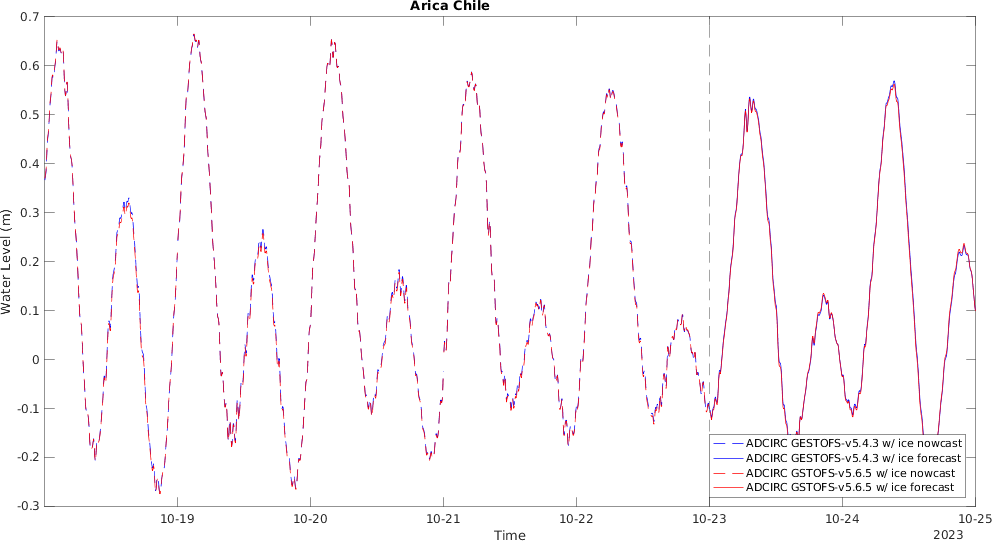 Arica Chile
0.7
0.6
0.5
0.4
0.3
0.2
0.1
0
-0.1
-0.2
-0.3
Water Level (m)
ADCIRC GESTOFS-v5.4.3 w/ ice nowcast
ADCIRC GESTOFS-v5.4.3 w/ ice forecast
ADCIRC GSTOFS-v5.6.5 w/ ice nowcast
ADCIRC GSTOFS-v5.6.5 w/ ice forecast
10-19 10-20 10-21 10-22 10-23 10-24 10-25
Time
2023